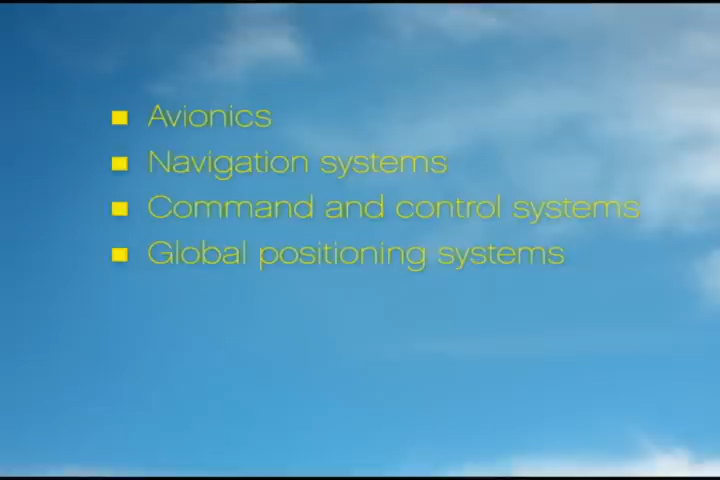 Avionics
Navigation systems
Command and control systems
Global positioning systems